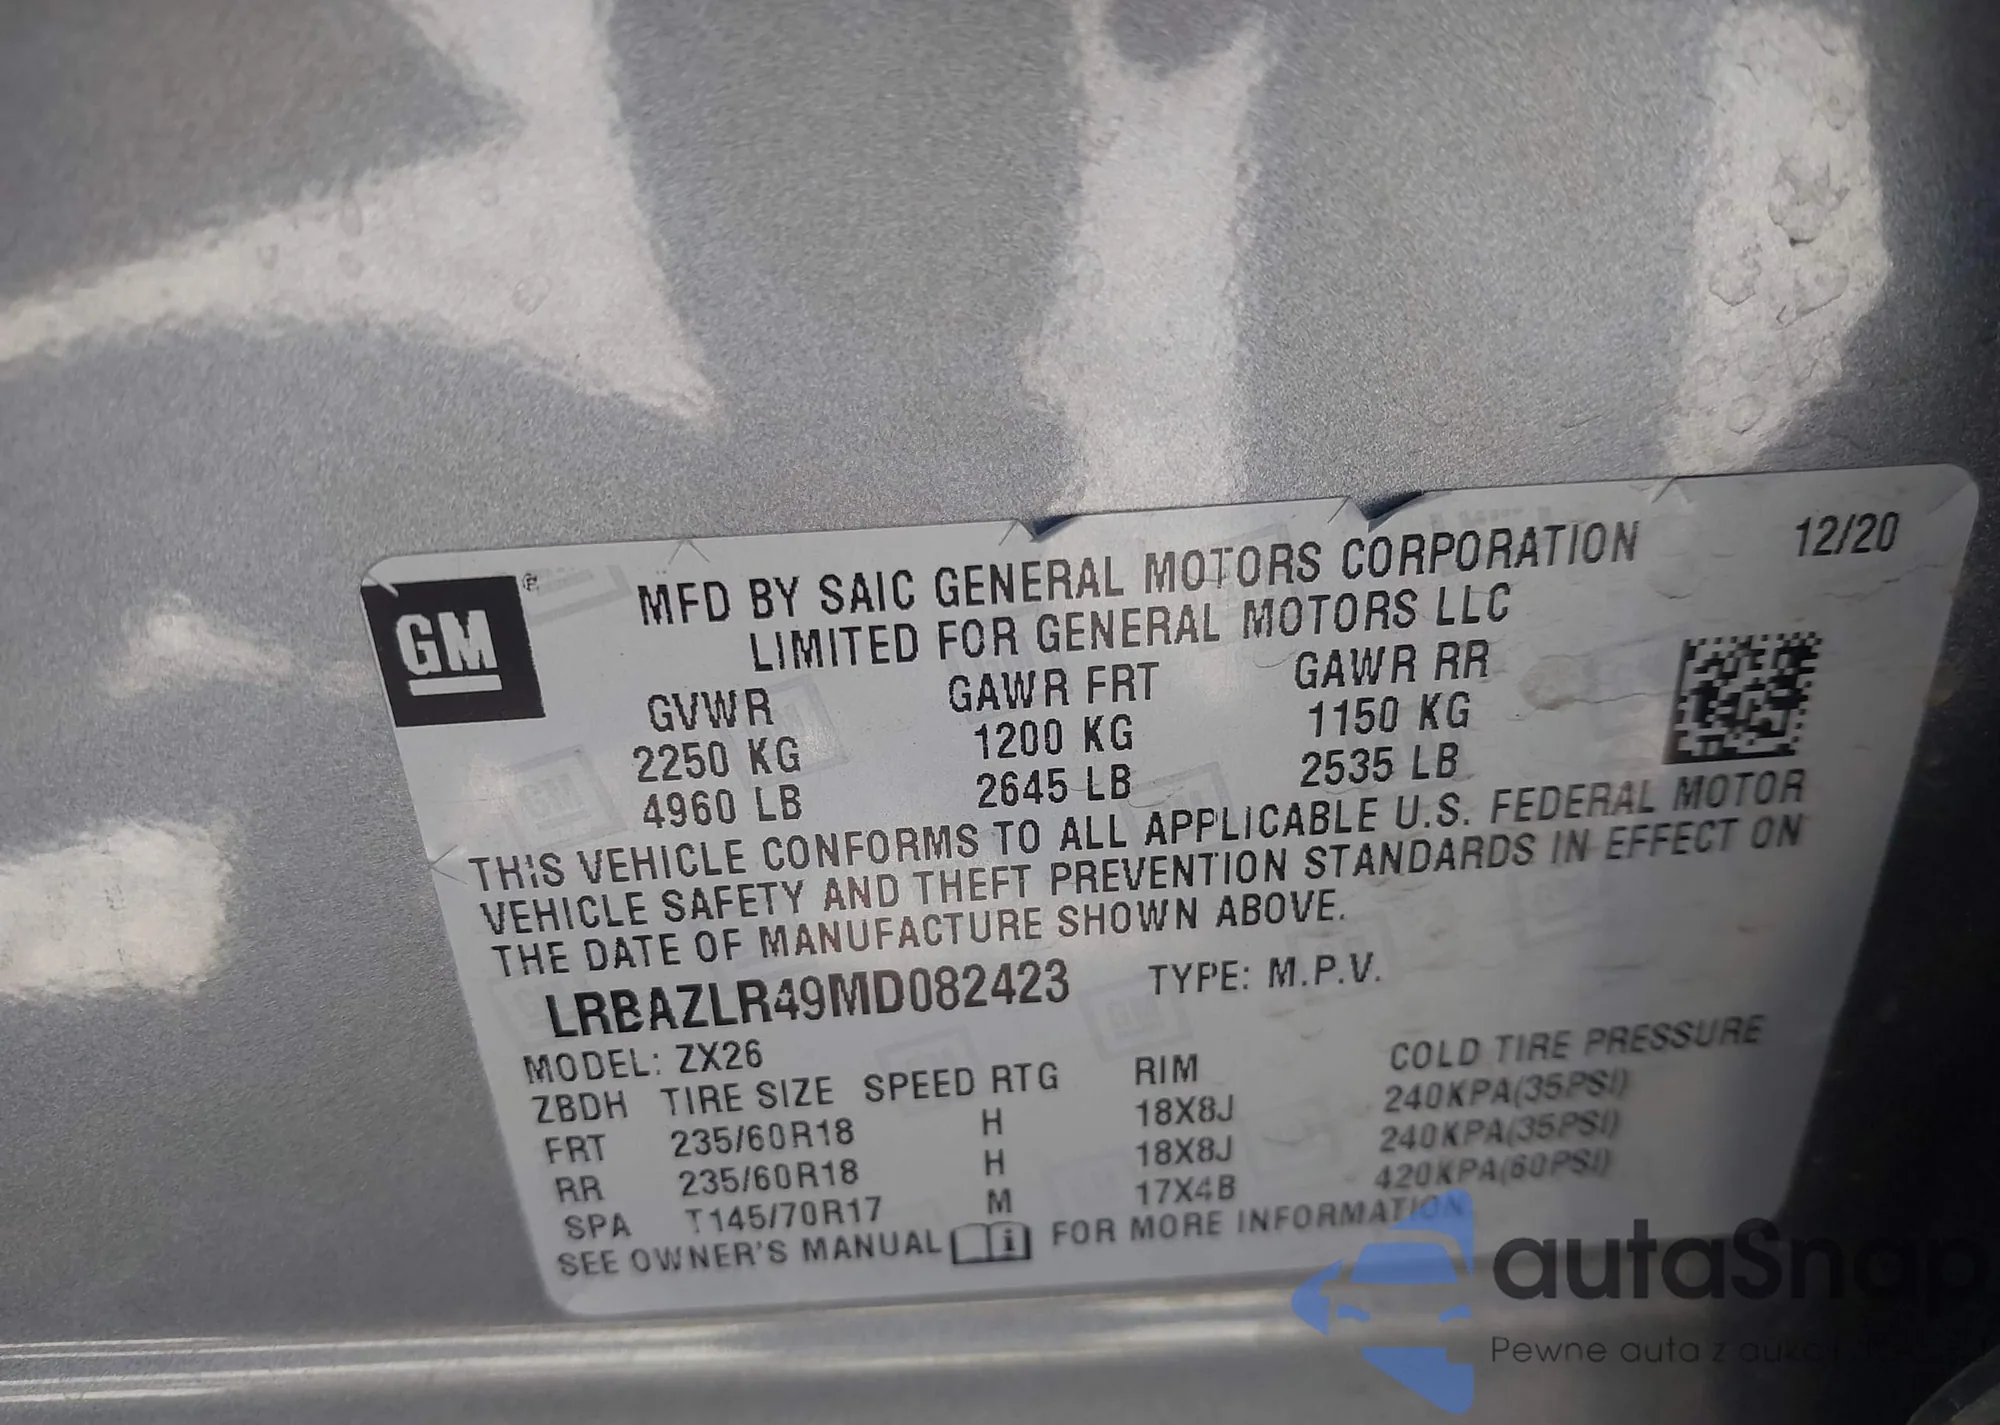 GM
MFD BY SAIC GENERAL MOTORS CORPORATION 12/20
LIMITED FOR GENERAL MOTORS LLC
GVWR GAWR FRT GAWR RR
2250 KG 1200 KG 1150 KG
4960 LB 2645 LB 2535 LB
THIS VEHICLE CONFORMS TO ALL APPLICABLE U.S. FEDERAL MOTOR
VEHICLE SAFETY AND THEFT PREVENTION STANDARDS IN EFFECT ON
THE DATE OF MANUFACTURE SHOWN ABOVE.
LRBAZLR49MD082423 TYPE: M.P.V.
MODEL: ZX26
ZBDH TIRE SIZE SPEED RTG RIM COLD TIRE PRESSURE
FRT 235/60R18 H 18X8J 240KPA(35PSI)
RR 235/60R18 H 18X8J 240KPA(35PSI)
SPA T145/70R17 M 17X4B 420KPA(60PSI)
SEE OWNER'S MANUAL FOR MORE INFORMATION
autaSnap
Pewne auta z